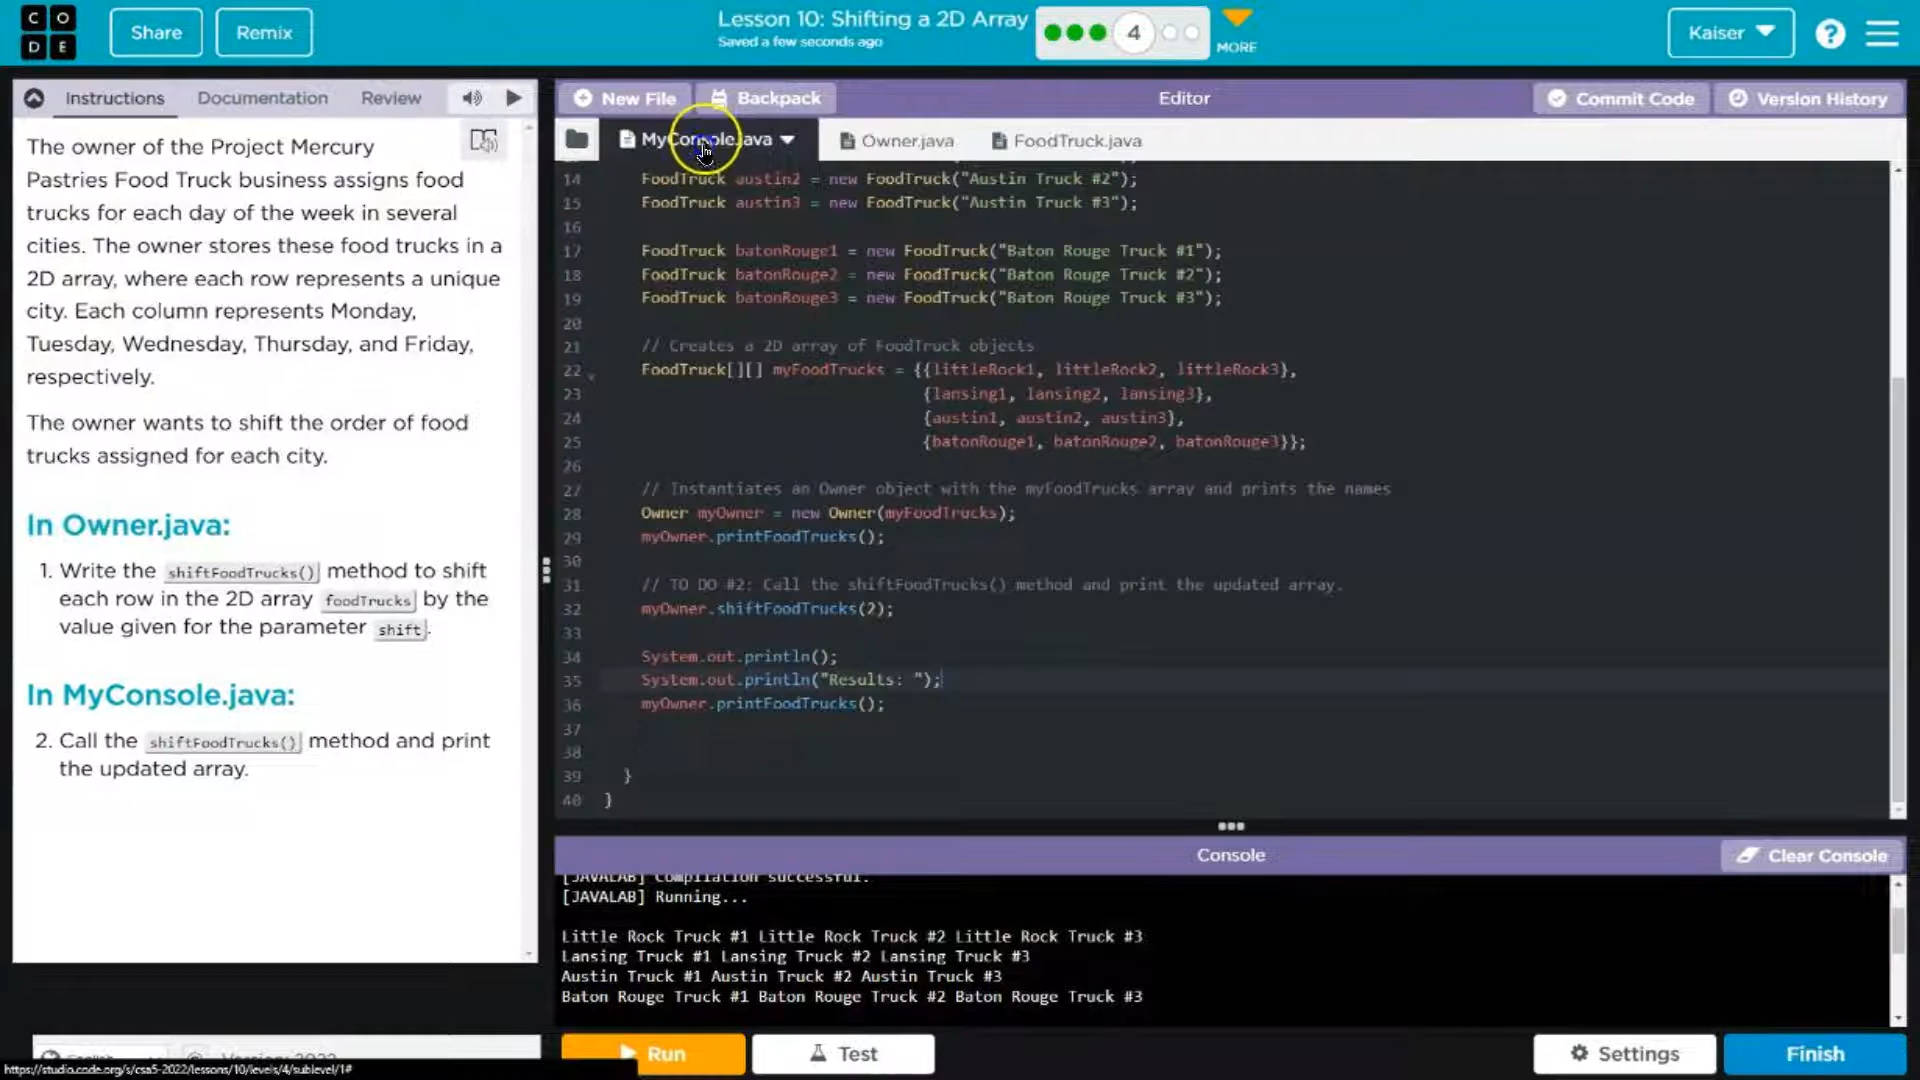 C O
D E
Share
Remix
Lesson 10: Shifting a 2D Array
Saved a few seconds ago
4
MORE
Kaiser
?
Instructions
Documentation
Review
New File
Backpack
Editor
Commit Code
Version History
MyConsole.java
Owner.java
FoodTruck.java
The owner of the Project Mercury
Pastries Food Truck business assigns food
trucks for each day of the week in several
cities. The owner stores these food trucks in a
2D array, where each row represents a unique
city. Each column represents Monday,
Tuesday, Wednesday, Thursday, and Friday,
respectively.
The owner wants to shift the order of food
trucks assigned for each city.
In Owner.java:
1. Write the shiftFoodTrucks() method to shift
each row in the 2D array foodTrucks by the
value given for the parameter shift.
In MyConsole.java:
2. Call the shiftFoodTrucks() method and print
the updated array.
14 FoodTruck austin2 = new FoodTruck("Austin Truck #2");
15 FoodTruck austin3 = new FoodTruck("Austin Truck #3");
16
17 FoodTruck batonRouge1 = new FoodTruck("Baton Rouge Truck #1");
18 FoodTruck batonRouge2 = new FoodTruck("Baton Rouge Truck #2");
19 FoodTruck batonRouge3 = new FoodTruck("Baton Rouge Truck #3");
20
21 // Creates a 2D array of FoodTruck objects
22 FoodTruck[][] myFoodTrucks = {{littleRock1, littleRock2, littleRock3},
23 {lansing1, lansing2, lansing3},
24 {austin1, austin2, austin3},
25 {batonRouge1, batonRouge2, batonRouge3}};
26
27 // Instantiates an Owner object with the myFoodTrucks array and prints the names
28 Owner myOwner = new Owner(myFoodTrucks);
29 myOwner.printFoodTrucks();
30
31 // TO DO #2: Call the shiftFoodTrucks() method and print the updated array.
32 myOwner.shiftFoodTrucks(2);
33
34 System.out.println();
35 System.out.println("Results: ");
36 myOwner.printFoodTrucks();
37
38
39 }
40 }
Console
Clear Console
[JAVALAB] Compilation successful.
[JAVALAB] Running...
Little Rock Truck #1 Little Rock Truck #2 Little Rock Truck #3
Lansing Truck #1 Lansing Truck #2 Lansing Truck #3
Austin Truck #1 Austin Truck #2 Austin Truck #3
Baton Rouge Truck #1 Baton Rouge Truck #2 Baton Rouge Truck #3
Run
Test
Settings
Finish
https://studio.code.org/s/csa5-2022/lessons/10/levels/4/sublevel/1#